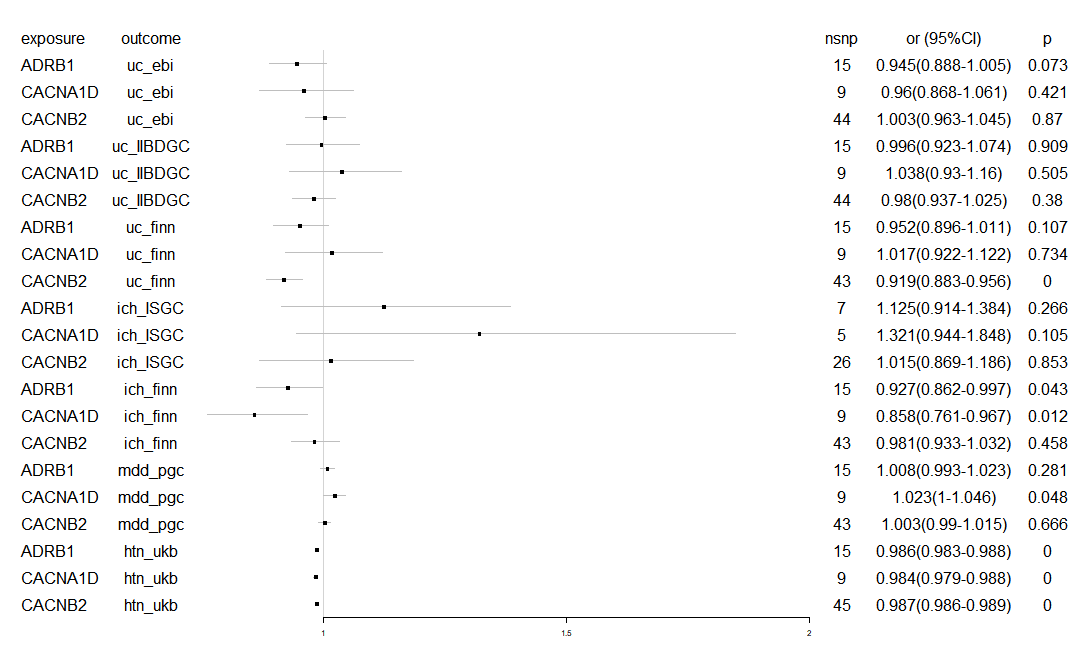 exposure outcome nsnp or (95%CI) p
ADRB1 uc_ebi 15 0.945(0.888-1.005) 0.073
CACNA1D uc_ebi 9 0.96(0.868-1.061) 0.421
CACNB2 uc_ebi 44 1.003(0.963-1.045) 0.87
ADRB1 uc_IIBDGC 15 0.996(0.923-1.074) 0.909
CACNA1D uc_IIBDGC 9 1.038(0.93-1.16) 0.505
CACNB2 uc_IIBDGC 44 0.98(0.937-1.025) 0.38
ADRB1 uc_finn 15 0.952(0.896-1.011) 0.107
CACNA1D uc_finn 9 1.017(0.922-1.122) 0.734
CACNB2 uc_finn 43 0.919(0.883-0.956) 0
ADRB1 ich_ISGC 7 1.125(0.914-1.384) 0.266
CACNA1D ich_ISGC 5 1.321(0.944-1.848) 0.105
CACNB2 ich_ISGC 26 1.015(0.869-1.186) 0.853
ADRB1 ich_finn 15 0.927(0.862-0.997) 0.043
CACNA1D ich_finn 9 0.858(0.761-0.967) 0.012
CACNB2 ich_finn 43 0.981(0.933-1.032) 0.458
ADRB1 mdd_pgc 15 1.008(0.993-1.023) 0.281
CACNA1D mdd_pgc 9 1.023(1-1.046) 0.048
CACNB2 mdd_pgc 43 1.003(0.99-1.015) 0.666
ADRB1 htn_ukb 15 0.986(0.983-0.988) 0
CACNA1D htn_ukb 9 0.984(0.979-0.988) 0
CACNB2 htn_ukb 45 0.987(0.986-0.989) 0
1 1.5 2